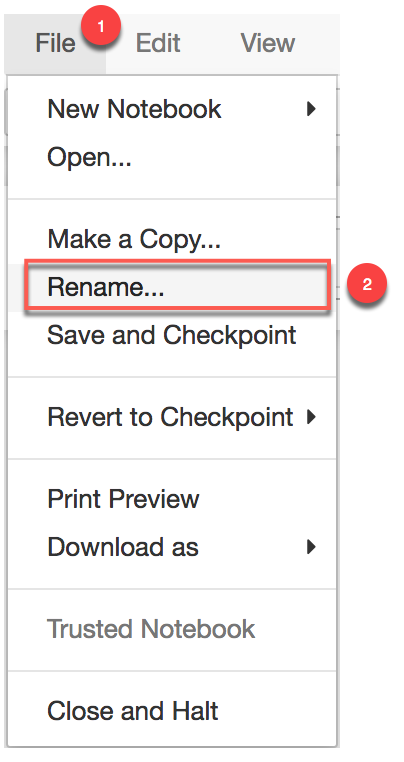 File 1 Edit View
New Notebook
Open...
Make a Copy...
Rename... 2
Save and Checkpoint
Revert to Checkpoint
Print Preview
Download as
Trusted Notebook
Close and Halt